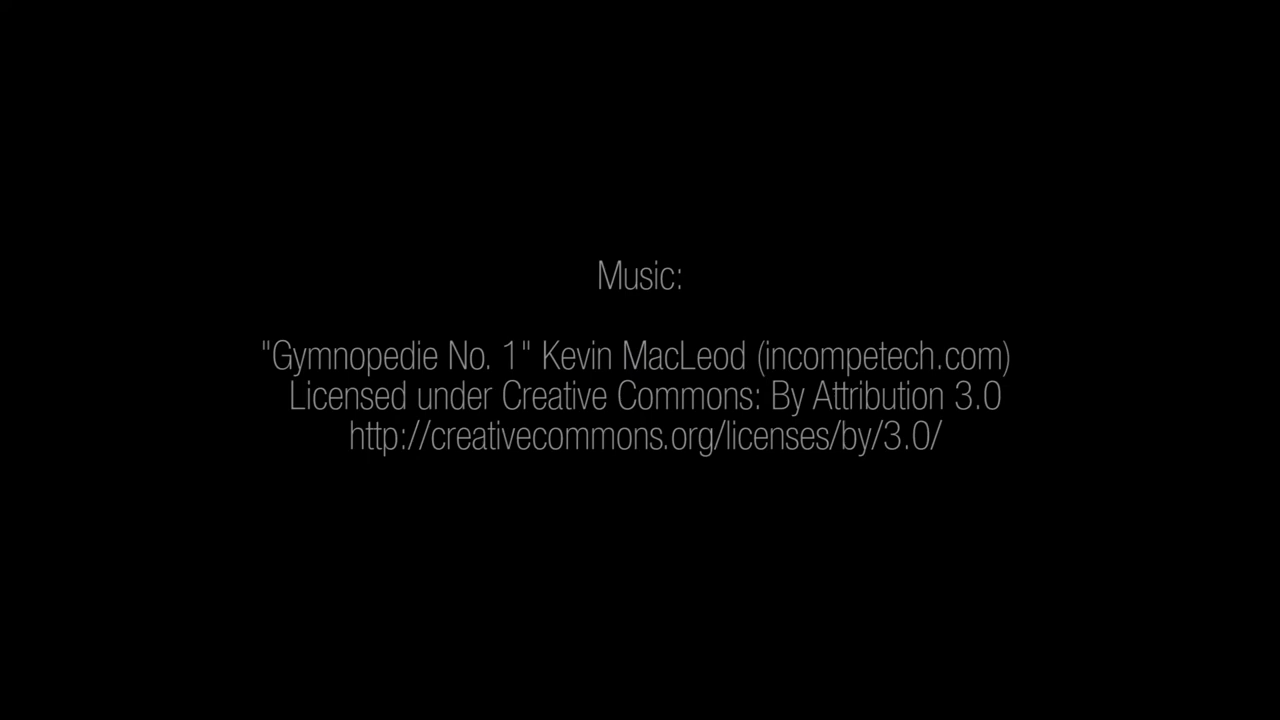 Music:
"Gymnopedie No. 1" Kevin MacLeod (incompetech.com)
Licensed under Creative Commons: By Attribution 3.0
http://creativecommons.org/licenses/by/3.0/